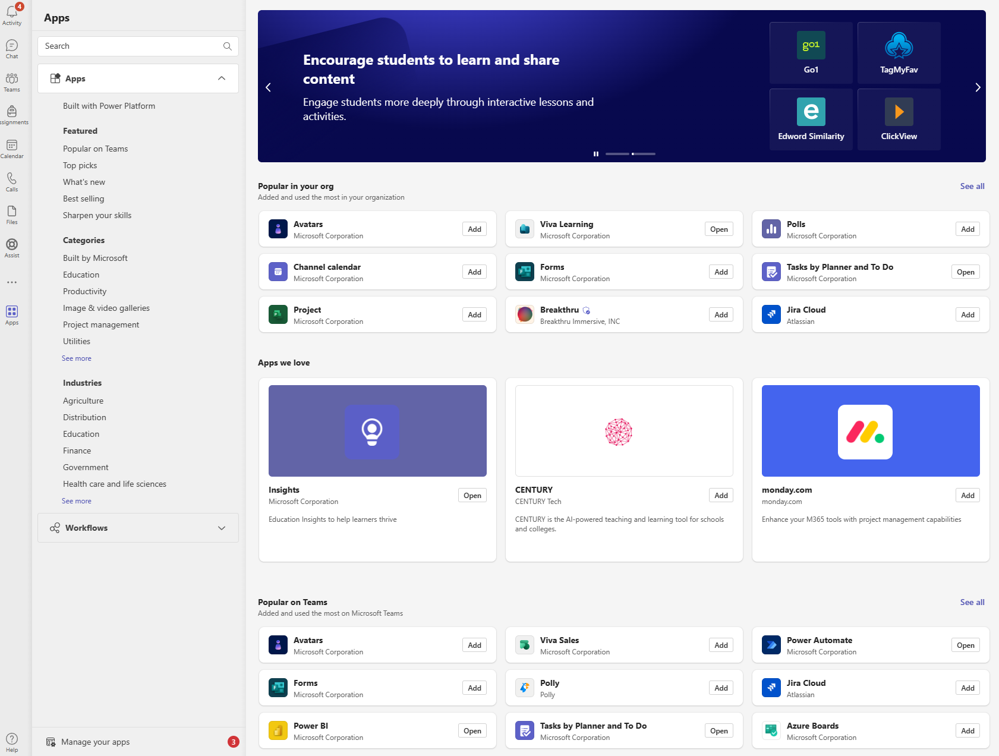 4
Activity
Chat
Teams
ssignments
Calendar
Calls
Files
Assist
Apps
Help
Apps
Search
Apps
Built with Power Platform
Featured
Popular on Teams
Top picks
What's new
Best selling
Sharpen your skills
Categories
Built by Microsoft
Education
Productivity
Image & video galleries
Project management
Utilities
See more
Industries
Agriculture
Distribution
Education
Finance
Government
Health care and life sciences
See more
Workflows
Manage your apps
3
Encourage students to learn and share
content
Engage students more deeply through interactive lessons and
activities.
go1
Go1
TagMyFav
e
Edword Similarity
ClickView
Popular in your org
See all
Added and used the most in your organization
Avatars
Microsoft Corporation
Add
Viva Learning
Microsoft Corporation
Open
Polls
Microsoft Corporation
Add
Channel calendar
Microsoft Corporation
Add
F
Forms
Microsoft Corporation
Add
Tasks by Planner and To Do
Microsoft Corporation
Open
P
Project
Microsoft Corporation
Add
Breakthru
Breakthru Immersive, INC
Add
Jira Cloud
Atlassian
Add
Apps we love
Insights
Microsoft Corporation
Open
Education Insights to help learners thrive
CENTURY
CENTURY Tech
Add
CENTURY is the AI-powered teaching and learning tool for schools
and colleges.
monday.com
monday.com
Add
Enhance your M365 tools with project management capabilities
Popular on Teams
See all
Added and used the most on Microsoft Teams
Avatars
Microsoft Corporation
Add
Viva Sales
Microsoft Corporation
Add
Power Automate
Microsoft Corporation
Open
F
Forms
Microsoft Corporation
Add
Polly
Polly
Add
Jira Cloud
Atlassian
Add
Power BI
Microsoft Corporation
Open
Tasks by Planner and To Do
Microsoft Corporation
Open
Azure Boards
Microsoft Corporation
Add